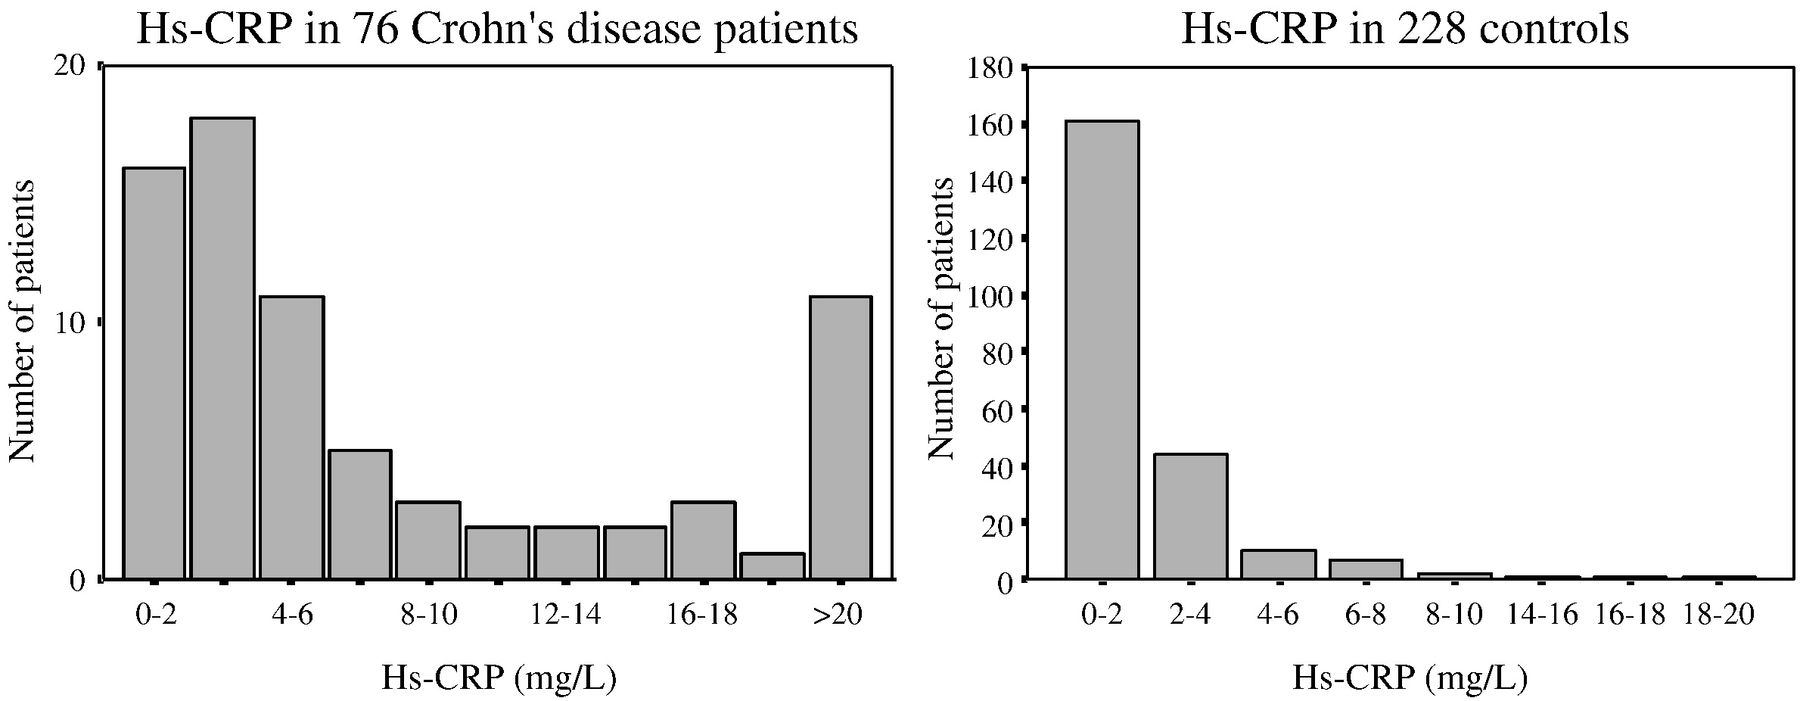 Hs-CRP in 76 Crohn's disease patients
Number of patients
20
10
0
0-2 4-6 8-10 12-14 16-18 >20
Hs-CRP (mg/L)
Hs-CRP in 228 controls
Number of patients
180
160
140
120
100
80
60
40
20
0
0-2 2-4 4-6 6-8 8-10 14-16 16-18 18-20
Hs-CRP (mg/L)